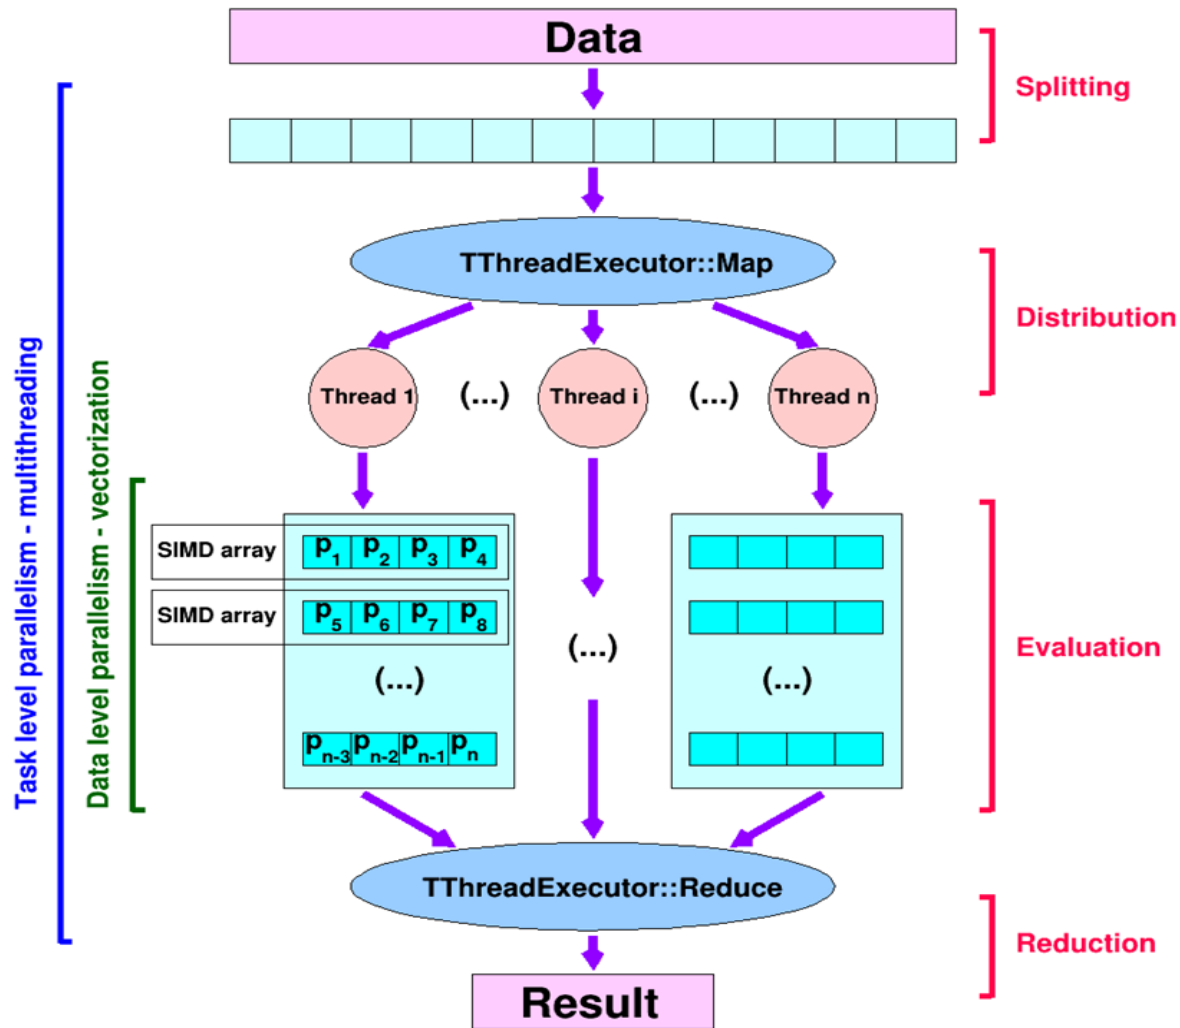 Data
Splitting
TThreadExecutor::Map
Distribution
Thread 1 (...) Thread i (...) Thread n
Task level parallelism - multithreading
Data level parallelism - vectorization
SIMD array p1 p2 p3 p4
SIMD array p5 p6 p7 p8
(...) (...) (...)
Evaluation
pn-3 pn-2 pn-1 pn
TThreadExecutor::Reduce
Reduction
Result